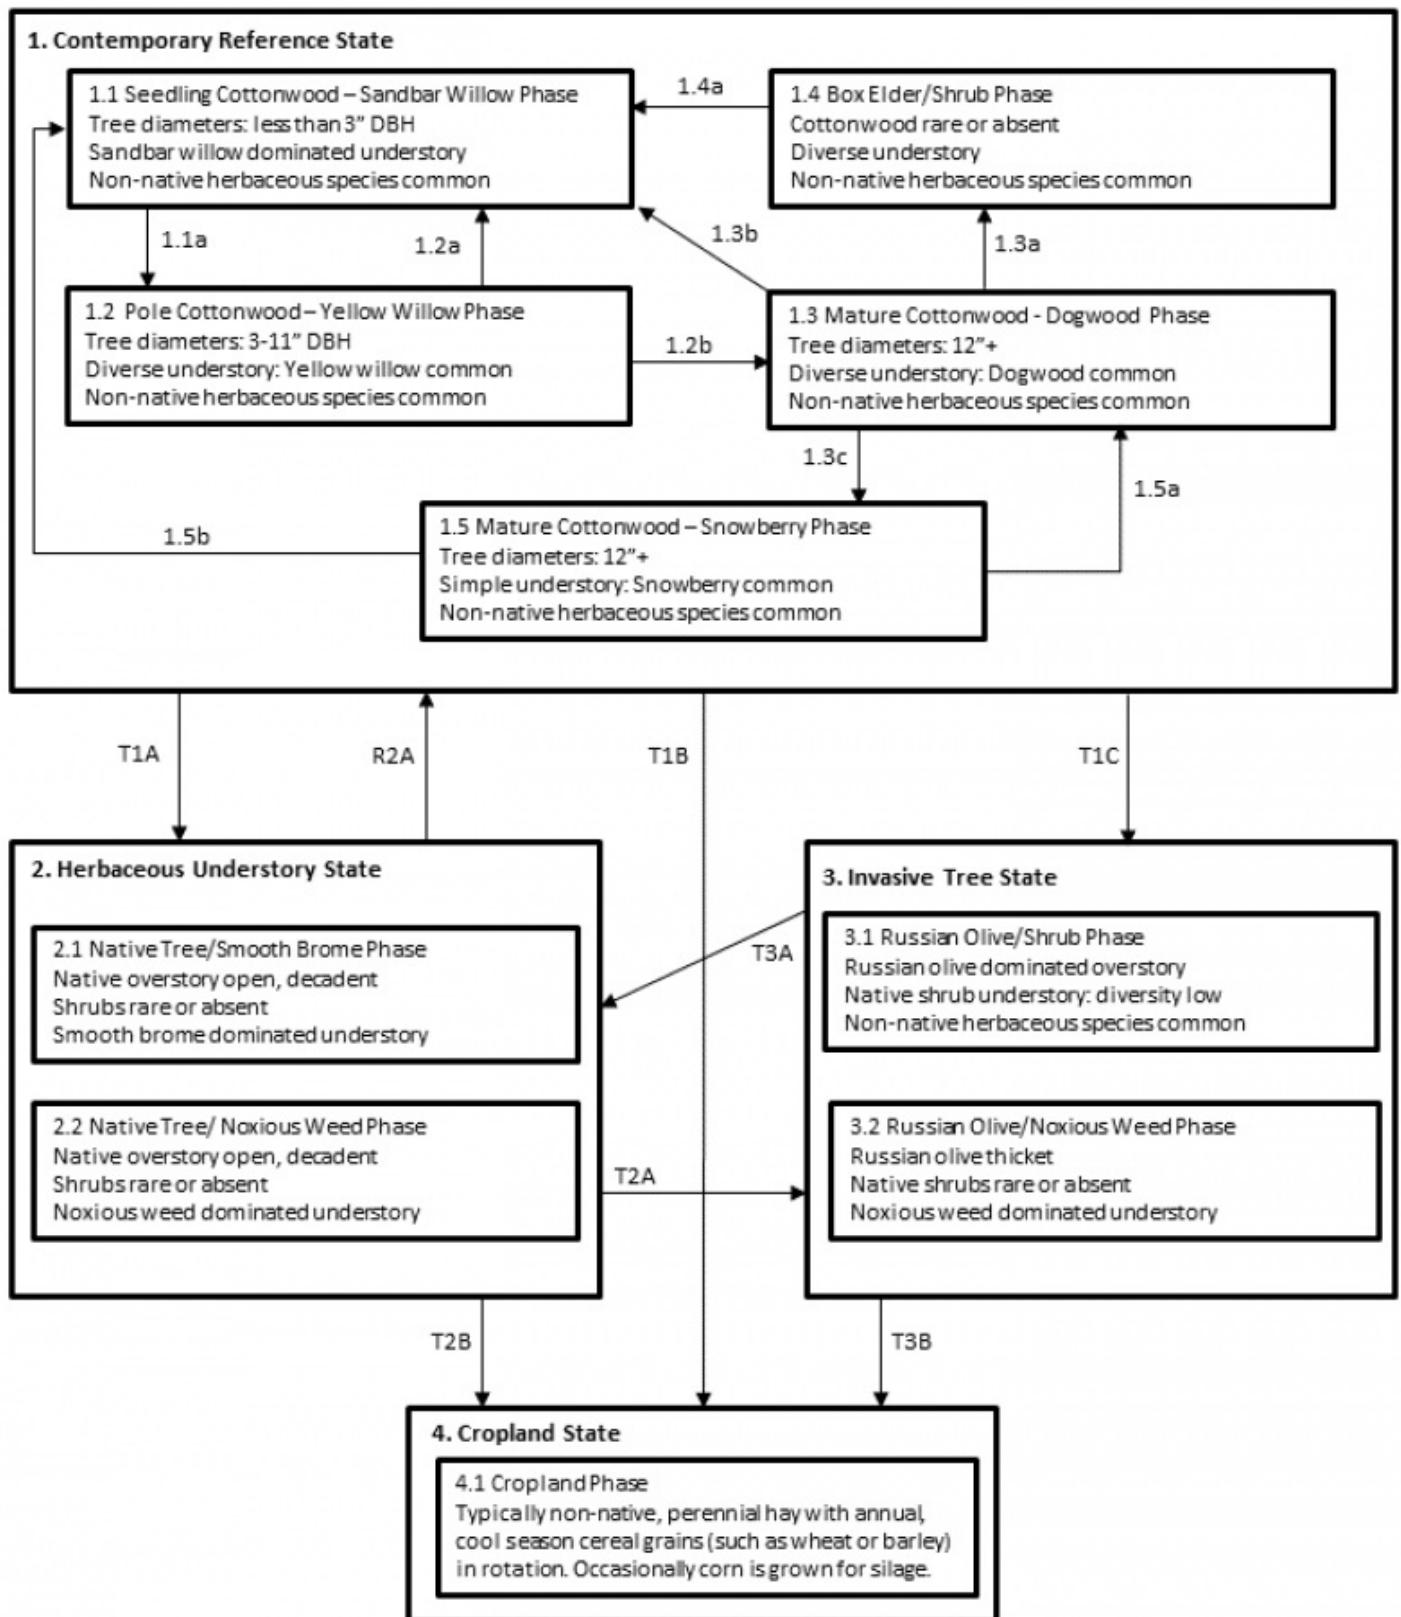 1. Contemporary Reference State
1.1 Seedling Cottonwood – Sandbar Willow Phase
Tree diameters: less than 3” DBH
Sandbar willow dominated understory
Non-native herbaceous species common
1.4a
1.4 Box Elder/Shrub Phase
Cottonwood rare or absent
Diverse understory
Non-native herbaceous species common
1.1a
1.2a
1.3b
1.3a
1.2 Pole Cottonwood – Yellow Willow Phase
Tree diameters: 3-11” DBH
Diverse understory: Yellow willow common
Non-native herbaceous species common
1.2b
1.3 Mature Cottonwood - Dogwood Phase
Tree diameters: 12”+
Diverse understory: Dogwood common
Non-native herbaceous species common
1.3c
1.5a
1.5b
1.5 Mature Cottonwood – Snowberry Phase
Tree diameters: 12”+
Simple understory: Snowberry common
Non-native herbaceous species common
T1A
R2A
T1B
T1C
2. Herbaceous Understory State
2.1 Native Tree/Smooth Brome Phase
Native overstory open, decadent
Shrubs rare or absent
Smooth brome dominated understory
2.2 Native Tree/ Noxious Weed Phase
Native overstory open, decadent
Shrubs rare or absent
Noxious weed dominated understory
T3A
T2A
3. Invasive Tree State
3.1 Russian Olive/Shrub Phase
Russian olive dominated overstory
Native shrub understory: diversity low
Non-native herbaceous species common
3.2 Russian Olive/Noxious Weed Phase
Russian olive thicket
Native shrubs rare or absent
Noxious weed dominated understory
T2B
T3B
4. Cropland State
4.1 Cropland Phase
Typically non-native, perennial hay with annual,
cool season cereal grains (such as wheat or barley)
in rotation. Occasionally corn is grown for silage.